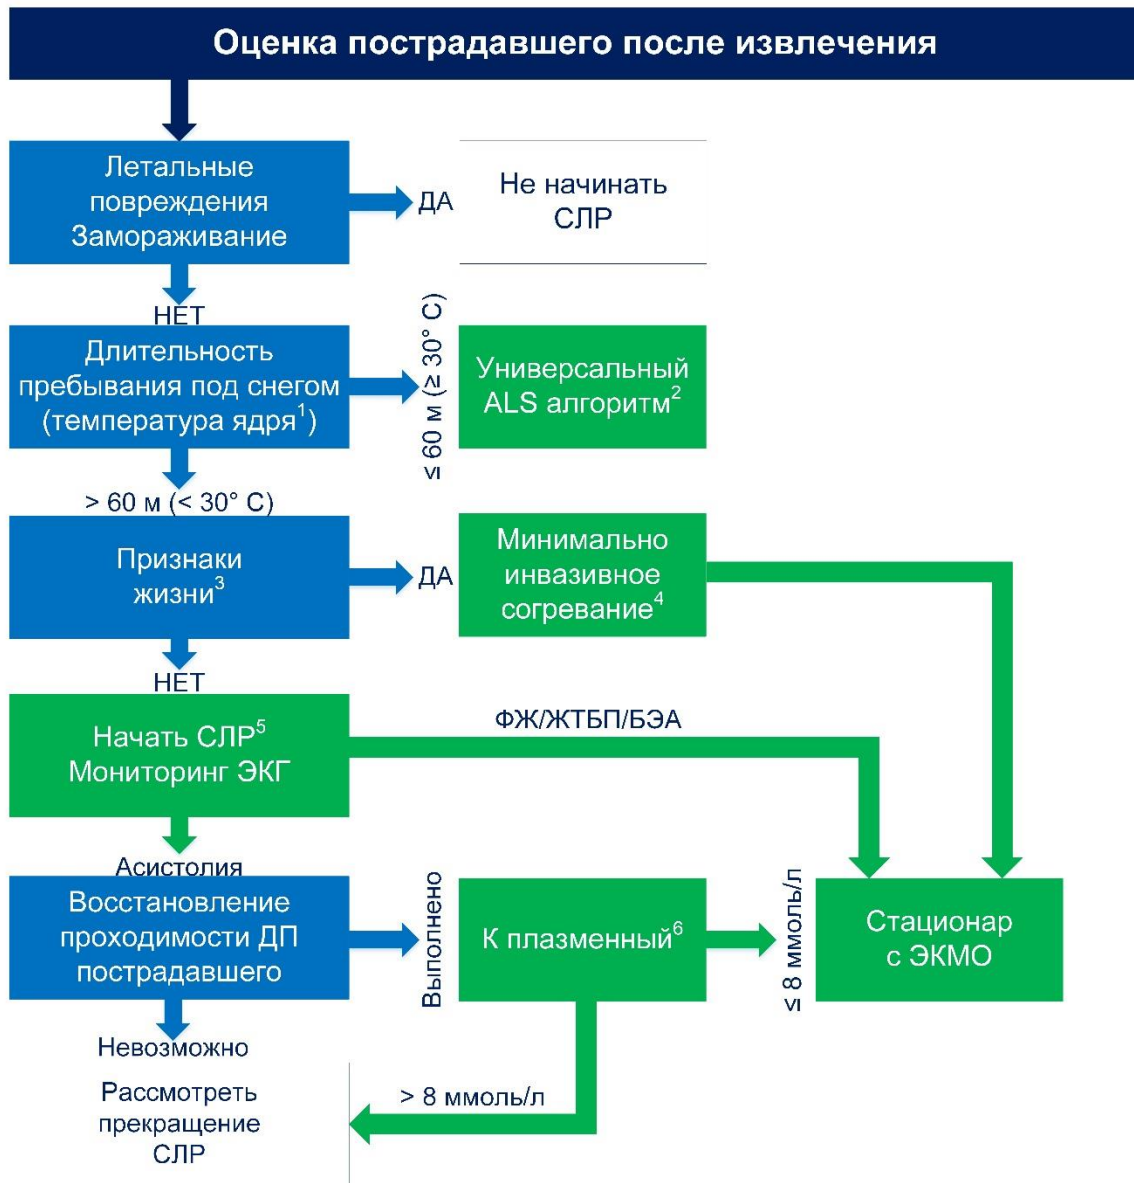 Оценка пострадавшего после извлечения
Летальные
повреждения
Замораживание
ДА
Не начинать
СЛР
НЕТ
Длительность
пребывания под снегом
(температура ядра¹)
≤ 60 м (≥ 30° C)
Универсальный
ALS алгоритм²
> 60 м (< 30° C)
Признаки
жизни³
ДА
Минимально
инвазивное
согревание⁴
НЕТ
Начать СЛР⁵
Мониторинг ЭКГ
ФЖ/ЖТБП/БЭА
Асистолия
Восстановление
проходимости ДП
пострадавшего
Выполнено
К плазменный⁶
≤ 8 ммоль/л
Стационар
с ЭКМО
Невозможно
Рассмотреть
прекращение
СЛР
> 8 ммоль/л